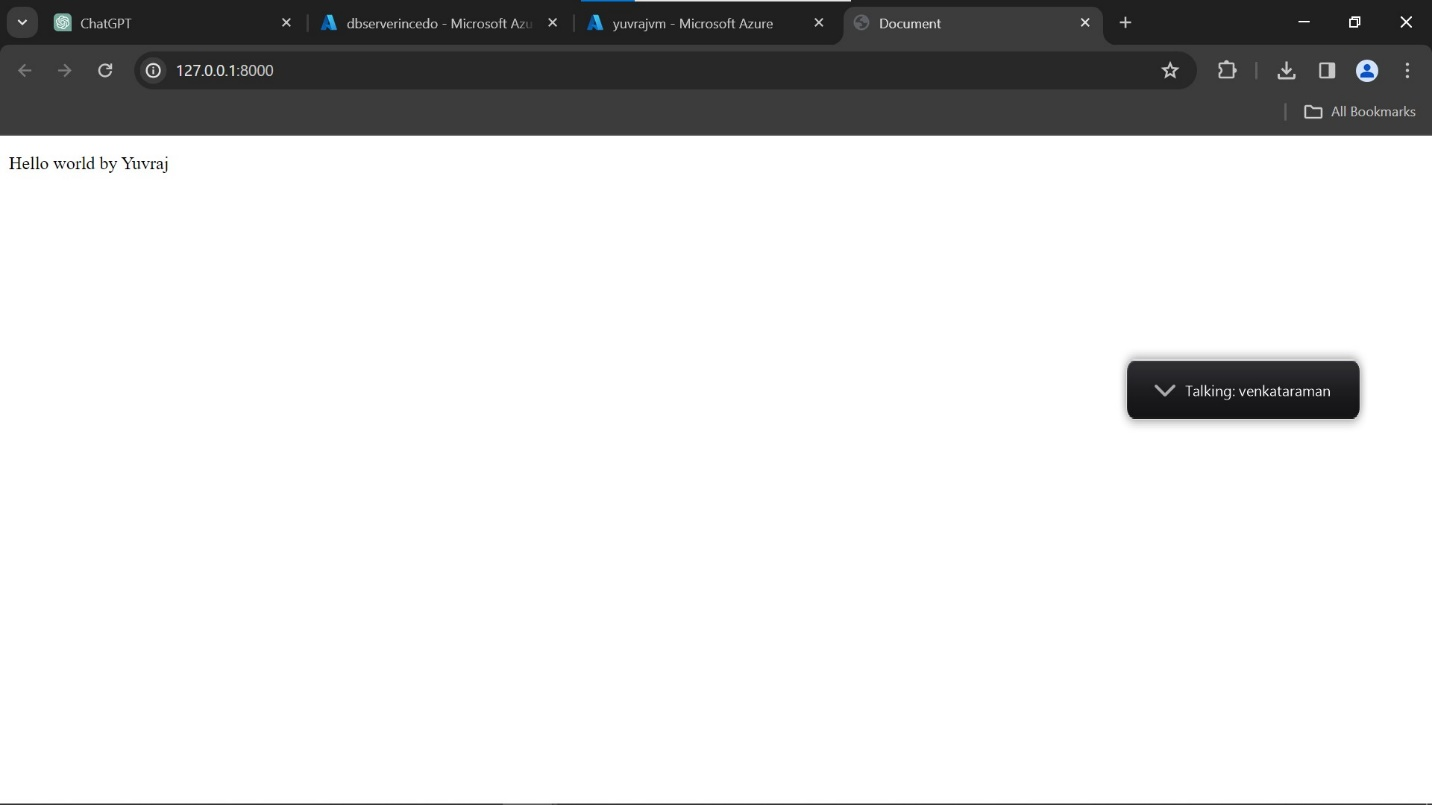 ChatGPT
dbserverincedo - Microsoft Azu
yuvrajvm - Microsoft Azure
Document
127.0.0.1:8000
All Bookmarks
Hello world by Yuvraj
Talking: venkataraman